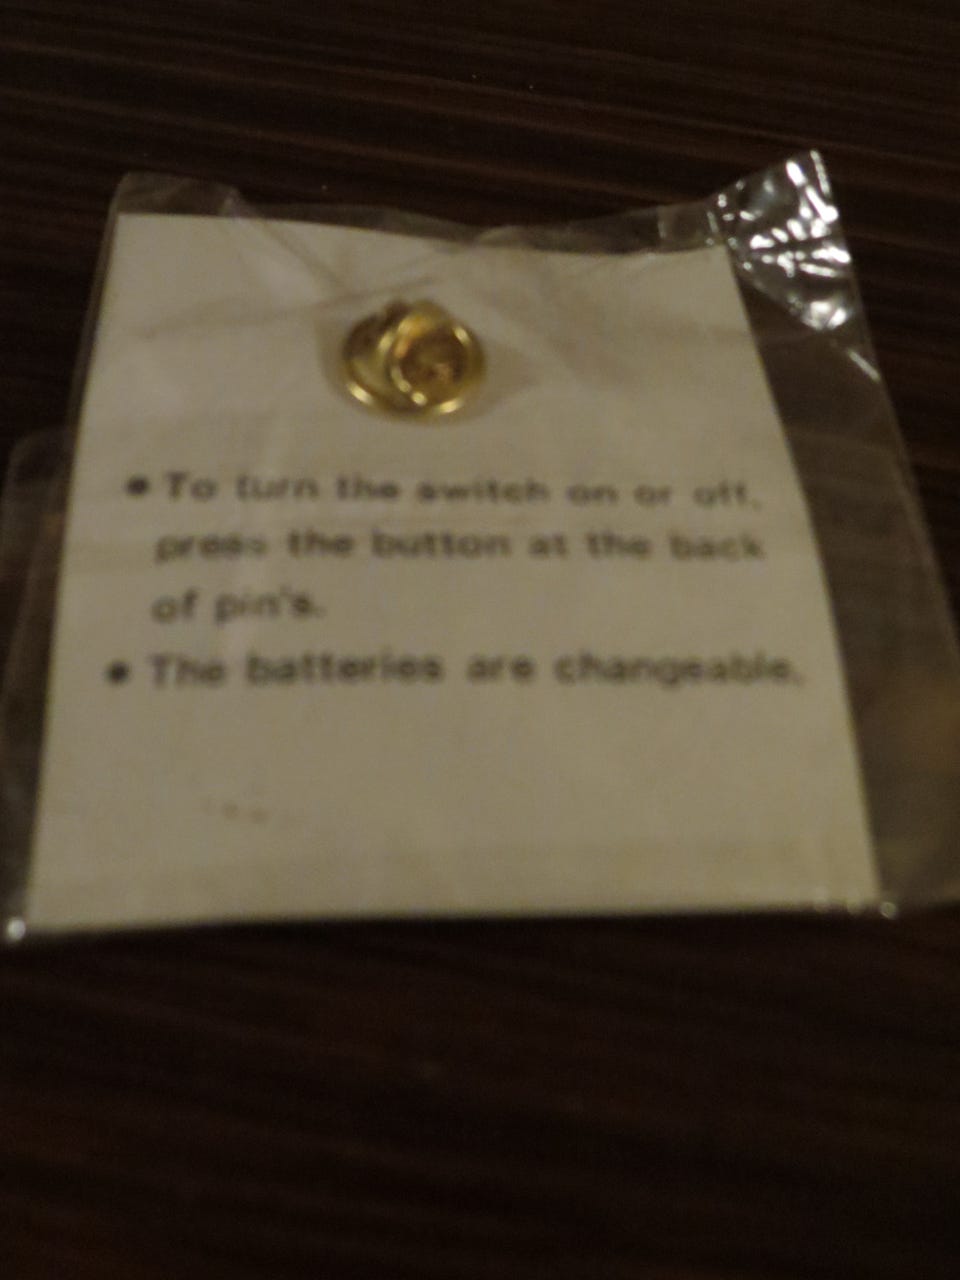 • To turn the switch on or off,
press the button at the back
of pin's.
• The batteries are changeable.